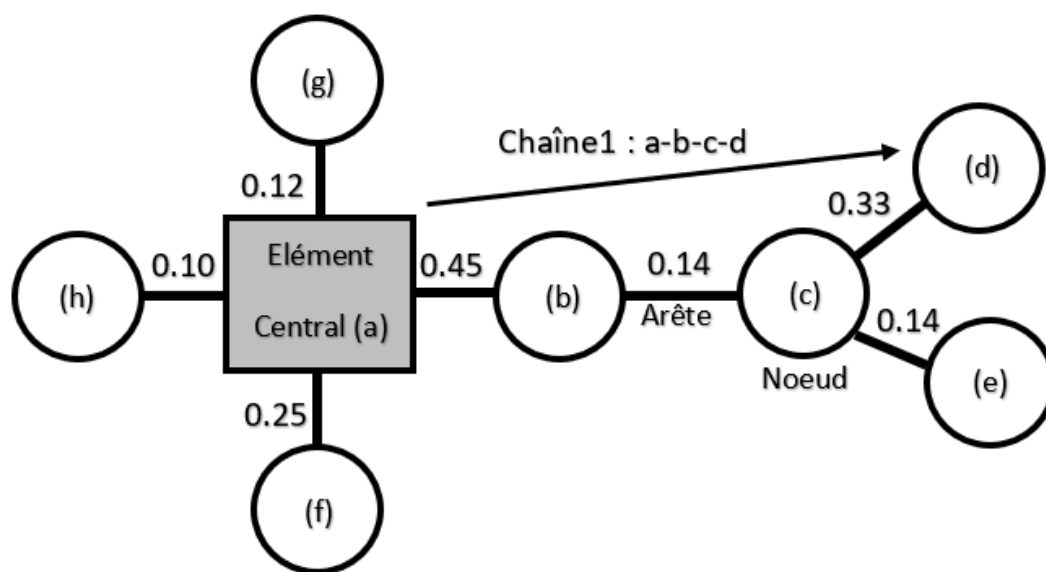 (g)
Chaîne1 : a-b-c-d
(d)
0.12
0.33
Elément
Central (a)
0.10
0.45
0.14
(h)
(b)
(c)
Arête
0.14
Noeud
(e)
0.25
(f)